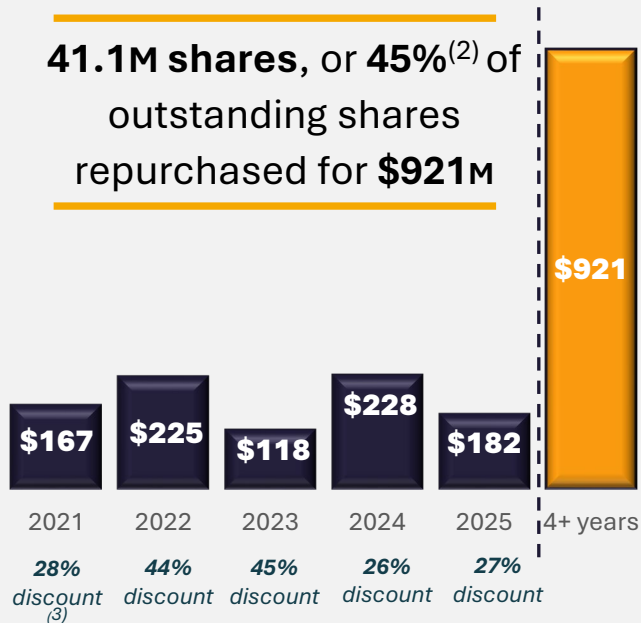 41.1M shares, or 45%(2) of
outstanding shares
repurchased for $921M
$921
$167 $225 $118 $228 $182
2021 2022 2023 2024 2025 4+ years
28% 44% 45% 26% 27%
discount discount discount discount discount
(3)